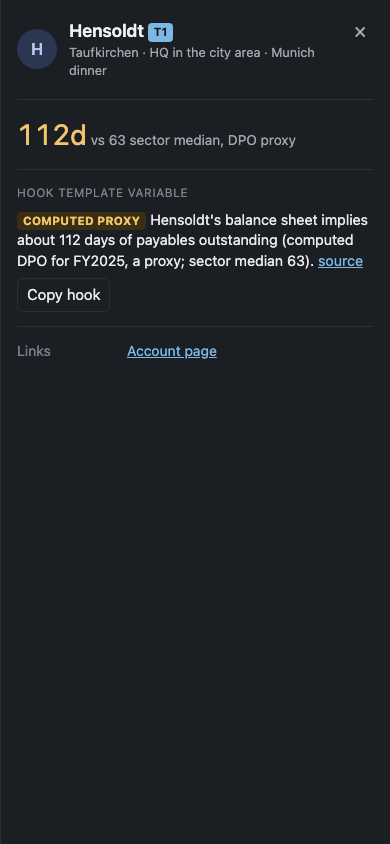 H
Hensoldt T1
✕
Taufkirchen · HQ in the city area · Munich
dinner
112d vs 63 sector median, DPO proxy
HOOK TEMPLATE VARIABLE
COMPUTED PROXY Hensoldt's balance sheet implies
about 112 days of payables outstanding (computed
DPO for FY2025, a proxy; sector median 63). source
Copy hook
Links Account page